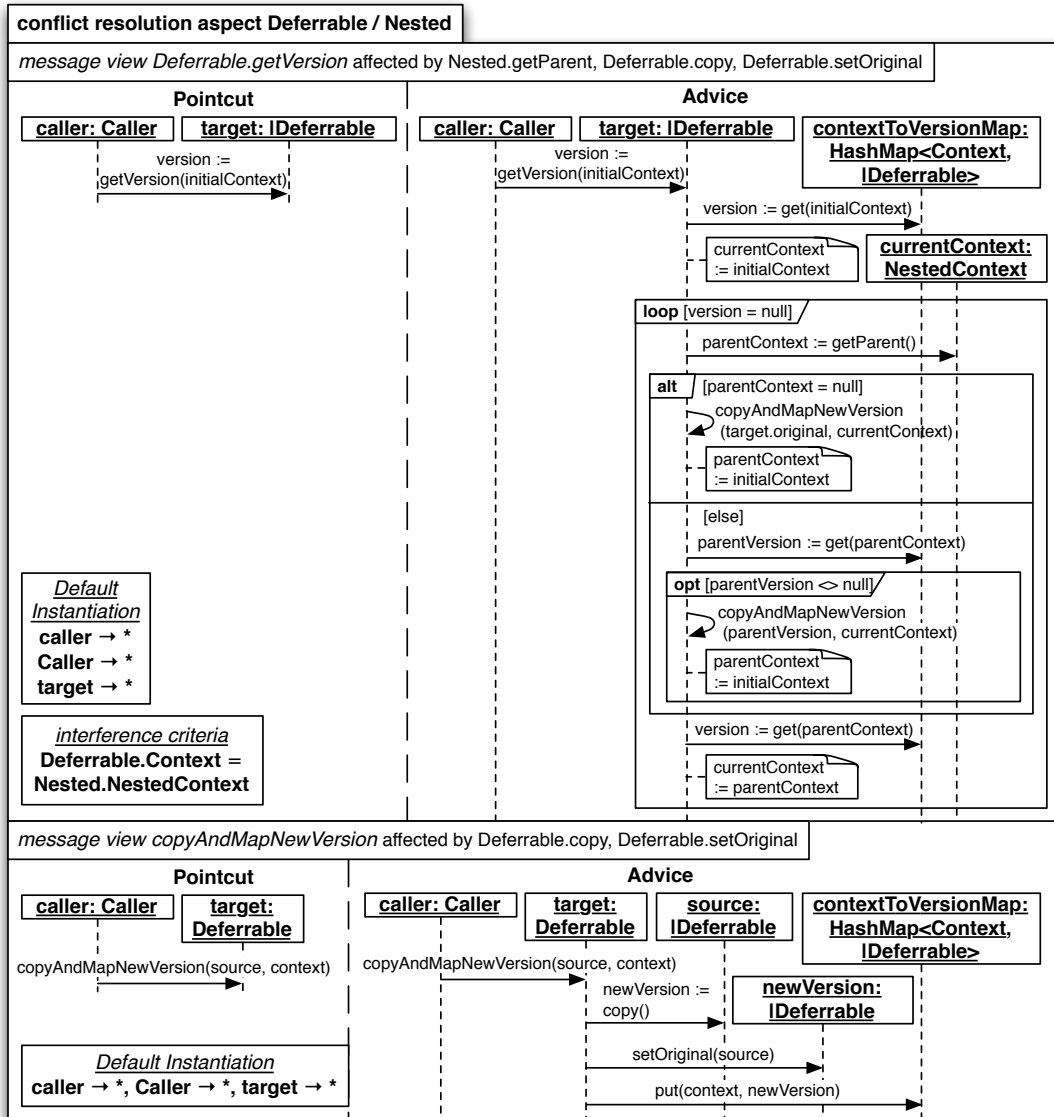 conflict resolution aspect Deferrable / Nested
message view Deferrable.getVersion affected by Nested.getParent, Deferrable.copy, Deferrable.setOriginal
Pointcut
Advice
caller: Caller
target: IDeferrable
caller: Caller
target: IDeferrable
contextToVersionMap:
HashMap<Context,
IDeferrable>
version :=
getVersion(initialContext)
version :=
getVersion(initialContext)
version := get(initialContext)
currentContext
:= initialContext
currentContext:
NestedContext
loop [version = null]
parentContext := getParent()
alt [parentContext = null]
copyAndMapNewVersion
(target.original, currentContext)
parentContext
:= initialContext
[else]
parentVersion := get(parentContext)
opt [parentVersion <> null]
copyAndMapNewVersion
(parentVersion, currentContext)
parentContext
:= initialContext
version := get(parentContext)
currentContext
:= parentContext
Default
Instantiation
caller → *
Caller → *
target → *
interference criteria
Deferrable.Context =
Nested.NestedContext
message view copyAndMapNewVersion affected by Deferrable.copy, Deferrable.setOriginal
Pointcut
Advice
caller: Caller
target:
Deferrable
caller: Caller
target:
Deferrable
source:
IDeferrable
contextToVersionMap:
HashMap<Context,
IDeferrable>
copyAndMapNewVersion(source, context)
copyAndMapNewVersion(source, context)
newVersion :=
copy()
newVersion:
IDeferrable
setOriginal(source)
put(context, newVersion)
Default Instantiation
caller → *, Caller → *, target → *